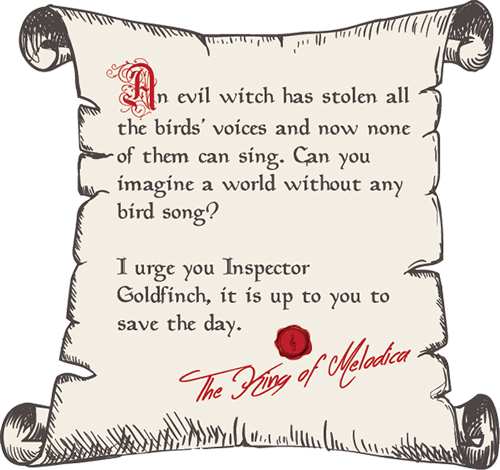 An evil witch has stolen all
the birds' voices and now none
of them can sing. Can you
imagine a world without any
bird song?
I urge you Inspector
Goldfinch, it is up to you to
save the day.
The King of Melodica